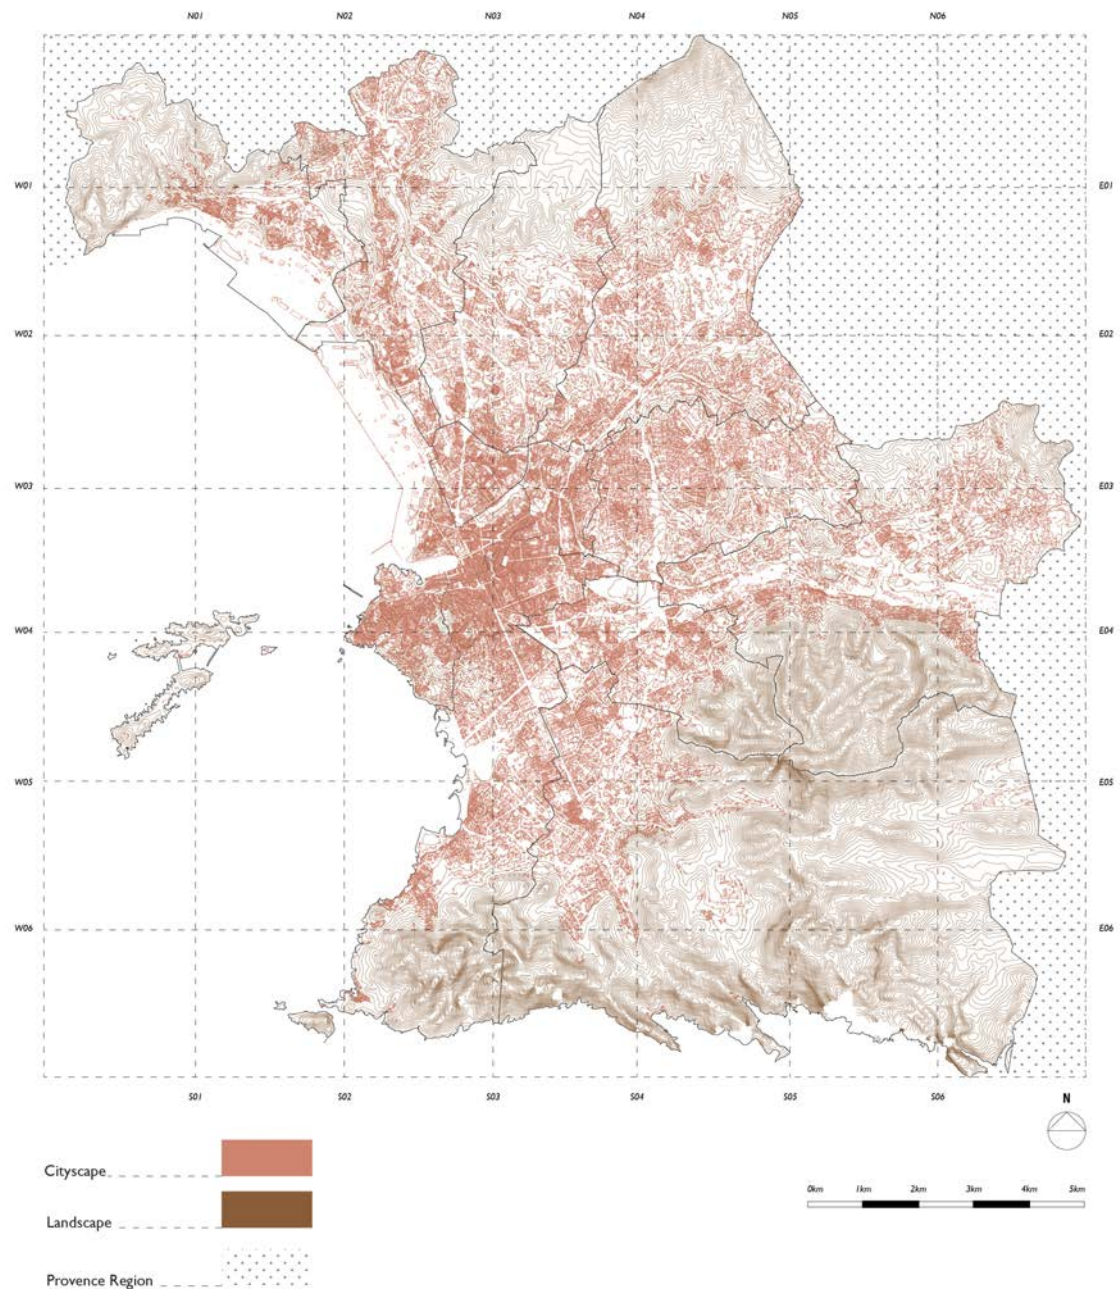 N01 N02 N03 N04 N05 N06
W01 E01
W02 E02
W03 E03
W04 E04
W05 E05
W06 E06
S01 S02 S03 S04 S05 S06
N
Cityscape
Landscape
Provence Region
0km 1km 2km 3km 4km 5km